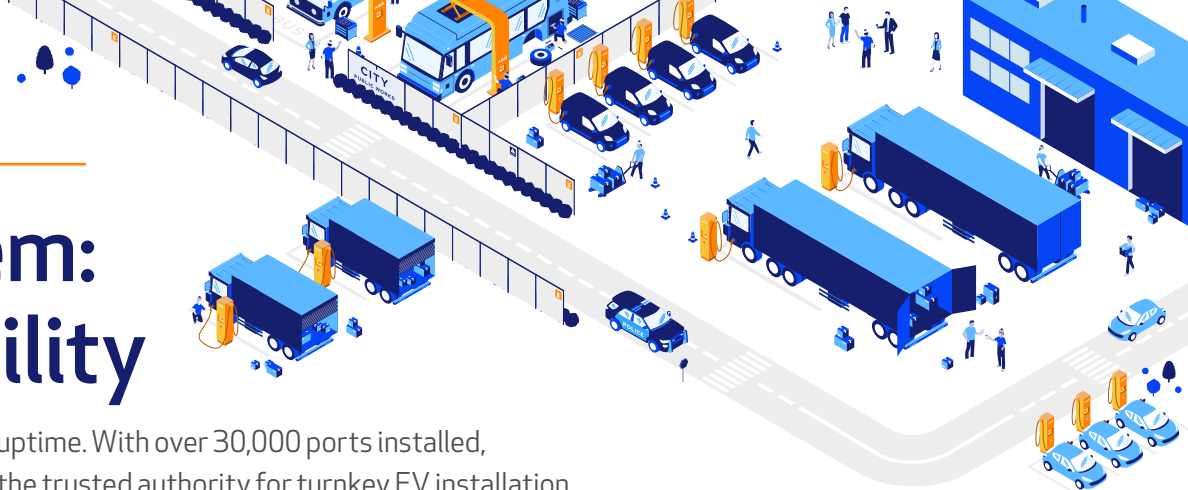 BUS
CITY
PUBLIC WORKS
POLICE
em:
ility
uptime. With over 30,000 ports installed,
the trusted authority for turnkey EV installation